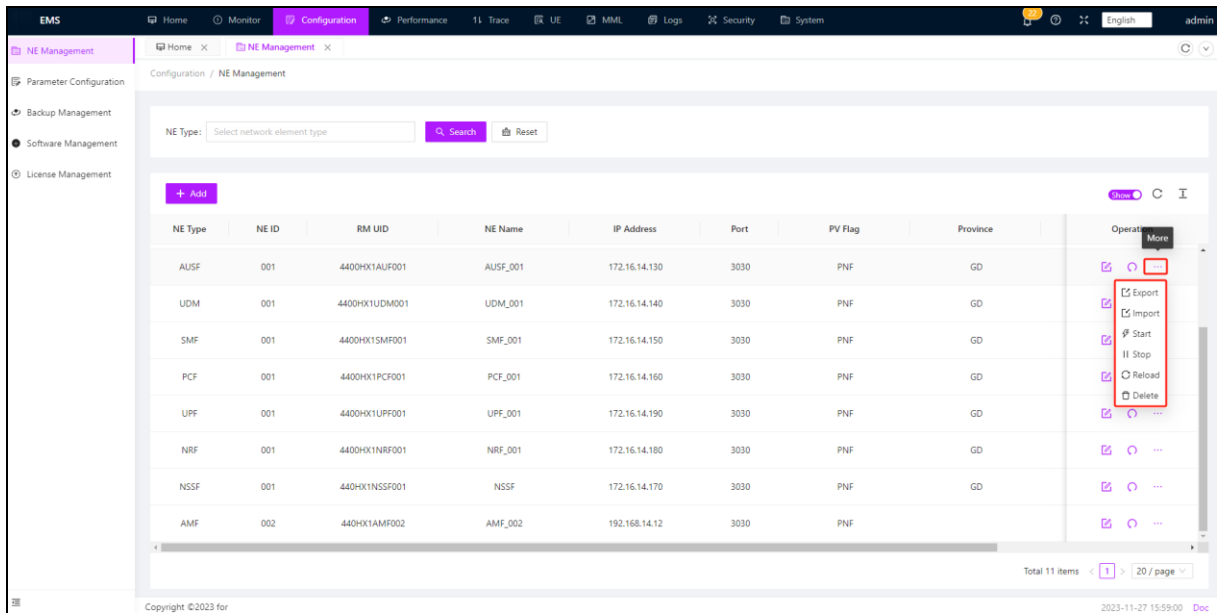 EMS Home Monitor Configuration Performance Trace UE MML Logs Security System 22 English admin
NE Management Home NE Management
Parameter Configuration Configuration / NE Management
Backup Management
NE Type: Select network element type Search Reset
Software Management
License Management
+ Add Show
NE Type NE ID RM UID NE Name IP Address Port PV Flag Province Operation
More
AUSF 001 4400HX1AUF001 AUSF_001 172.16.14.130 3030 PNF GD ...
Export
UDM 001 4400HX1UDM001 UDM_001 172.16.14.140 3030 PNF GD
Import
Start
SMF 001 4400HX1SMF001 SMF_001 172.16.14.150 3030 PNF GD
Stop
PCF 001 4400HX1PCF001 PCF_001 172.16.14.160 3030 PNF GD
Reload
Delete
UPF 001 4400HX1UPF001 UPF_001 172.16.14.190 3030 PNF GD ...
NRF 001 4400HX1NRF001 NRF_001 172.16.14.180 3030 PNF GD ...
NSSF 001 440HX1NSSF001 NSSF 172.16.14.170 3030 PNF GD ...
AMF 002 440HX1AMF002 AMF_002 192.168.14.12 3030 PNF ...
Total 11 items < 1 > 20 / page
Copyright ©2023 for 2023-11-27 15:59:00 Doc